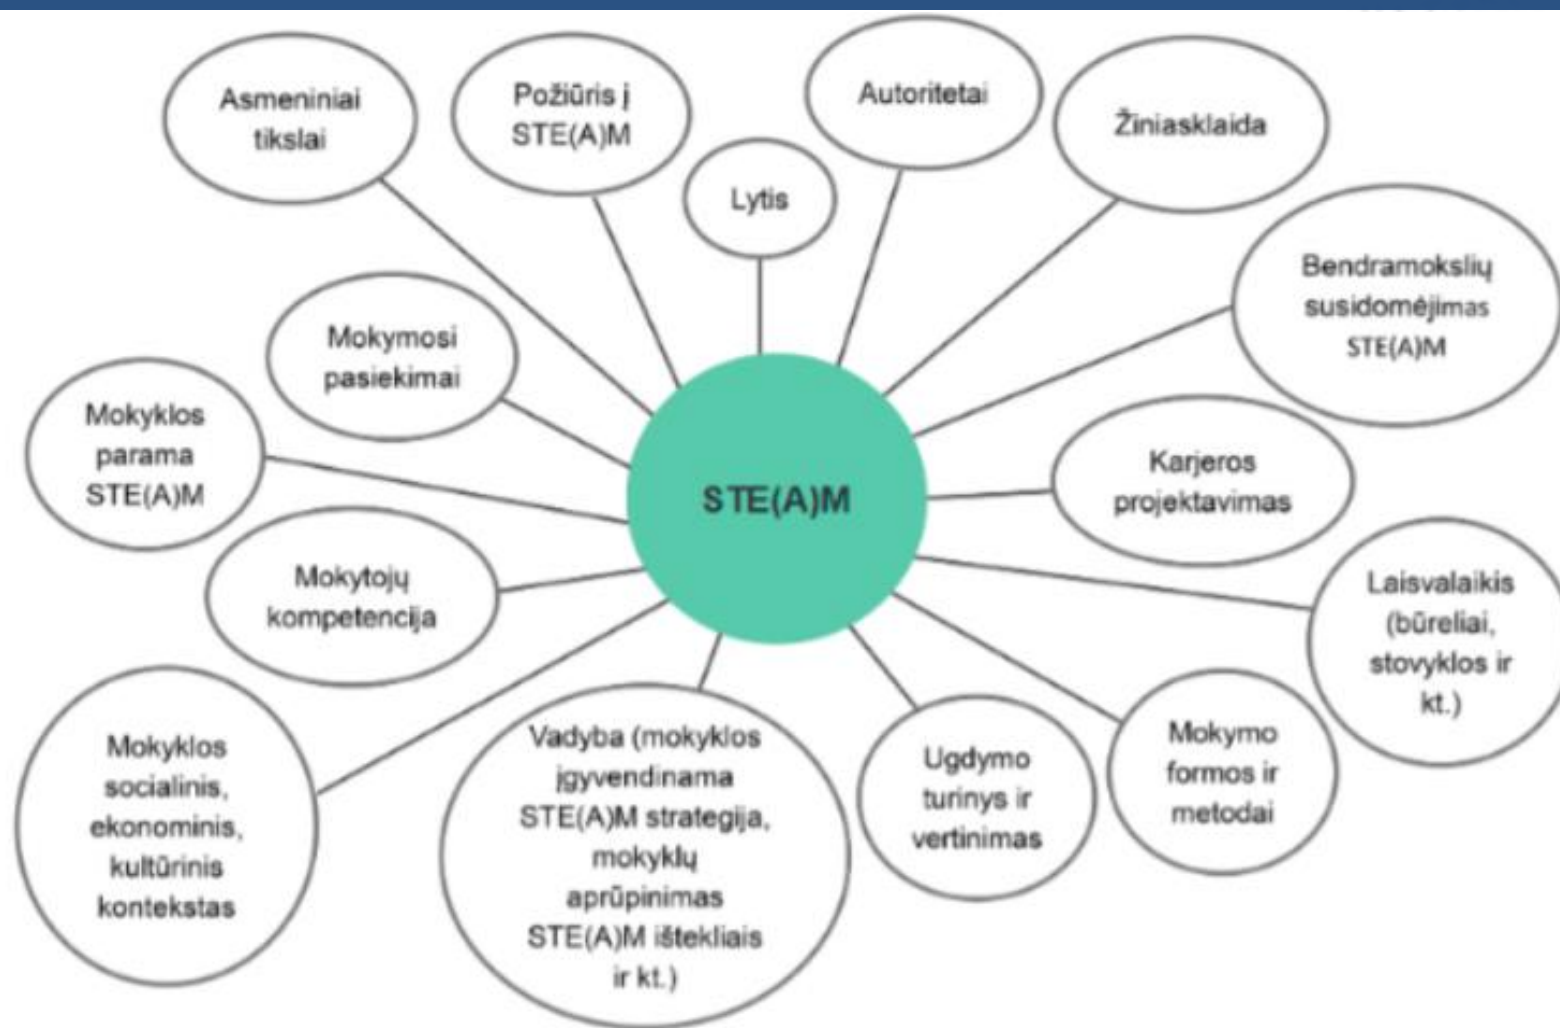 Asmeniniai
tikslai
Požiūris į
STE(A)M
Lytis
Autoritetai
Žiniasklaida
Bendramokslių
susidomėjimas
STE(A)M
Mokymosi
pasiekimai
Mokyklos
parama
STE(A)M
STE(A)M
Karjeros
projektavimas
Mokytojų
kompetencija
Laisvalaikis
(būreliai,
stovyklos ir
kt.)
Mokyklos
socialinis,
ekonominis,
kultūrinis
kontekstas
Vadyba (mokyklos
įgyvendinama
STE(A)M strategija,
mokyklų
aprūpinimas
STE(A)M ištekliais
ir kt.)
Ugdymo
turinys ir
vertinimas
Mokymo
formos ir
metodai